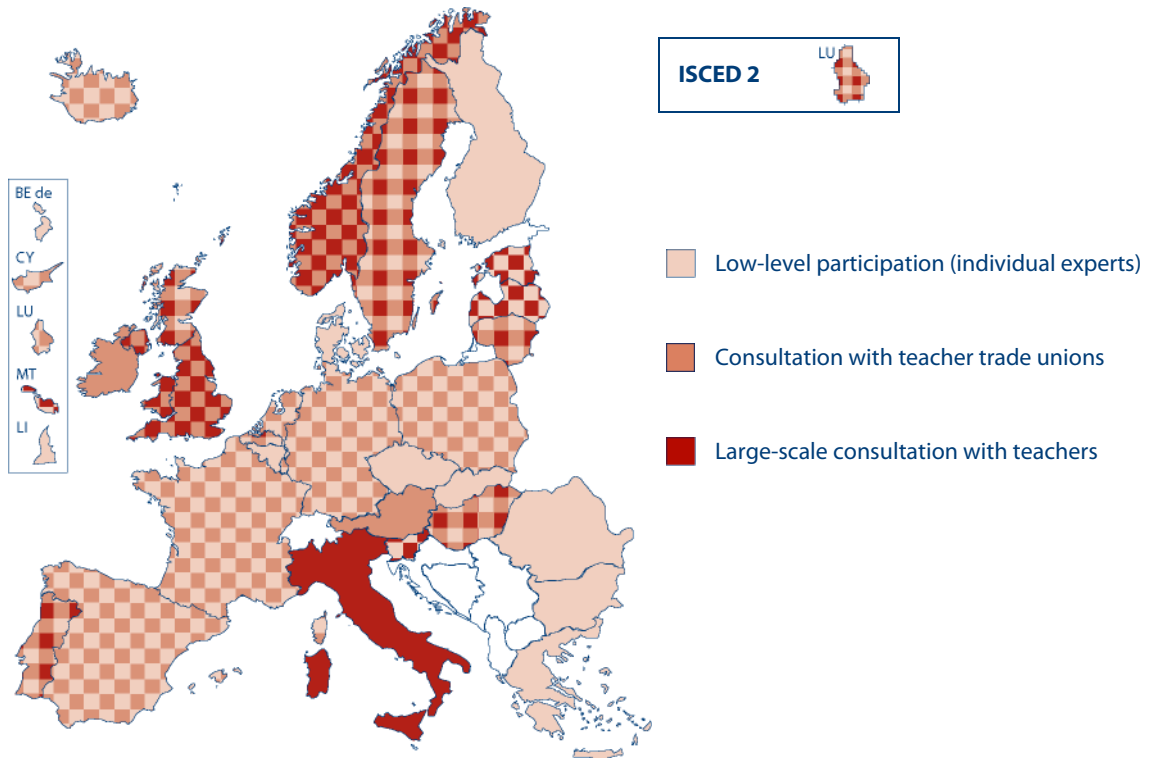 ISCED 2
LU
BE de
CY
LU
MT
LI
Low-level participation (individual experts)
Consultation with teacher trade unions
Large-scale consultation with teachers